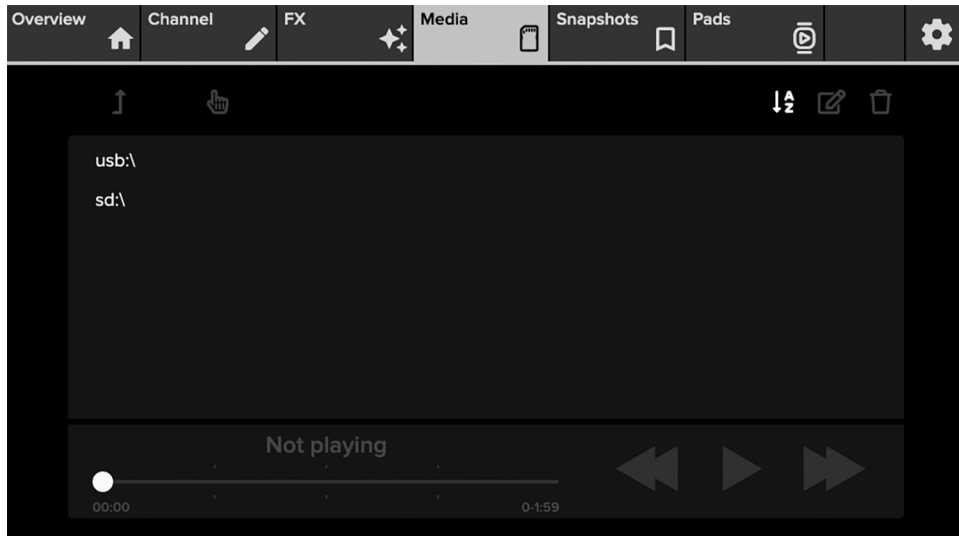 Overview Channel FX Media Snapshots Pads
A
Z
usb:\
sd:\
Not playing
00:00 0-1:59